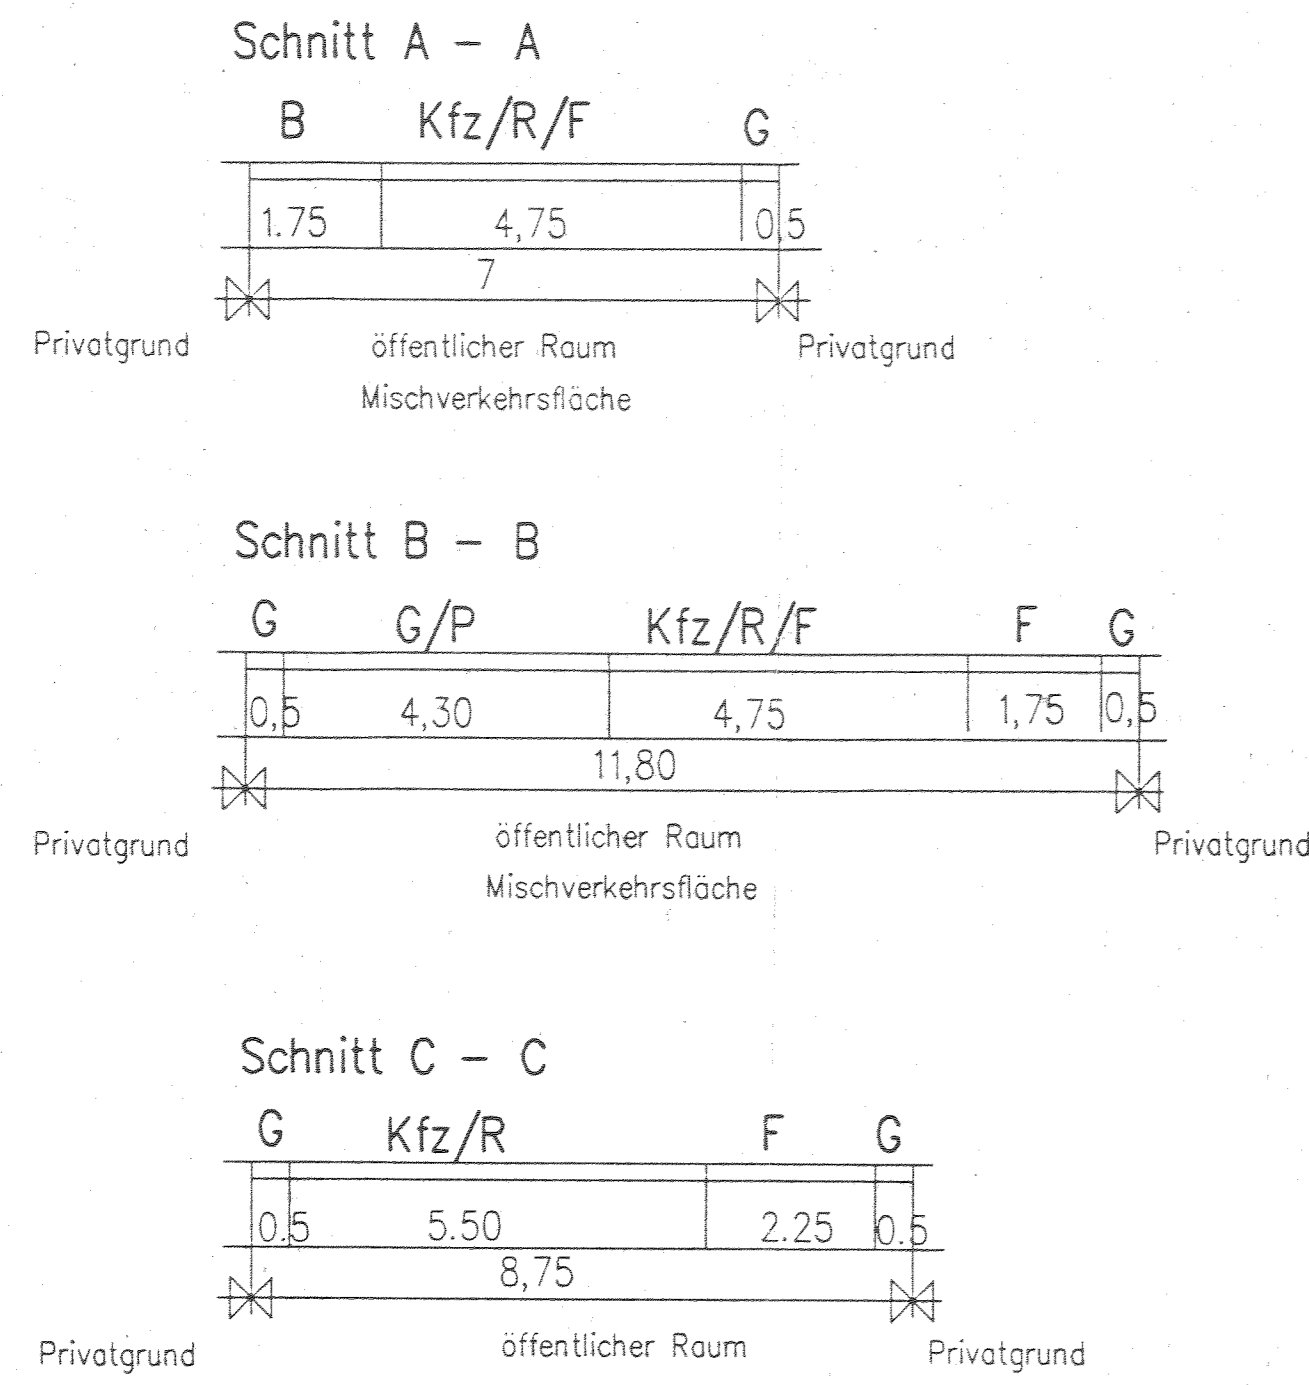 Schnitt A - A
B Kfz/R/F G
1.75 4,75 0,5
7
Privatgrund öffentlicher Raum Privatgrund
Mischverkehrsfläche
Schnitt B - B
G G/P Kfz/R/F F G
0,5 4,30 4,75 1,75 0,5
11,80
Privatgrund öffentlicher Raum Privatgrund
Mischverkehrsfläche
Schnitt C - C
G Kfz/R F G
0.5 5.50 2.25 0.5
8,75
Privatgrund öffentlicher Raum Privatgrund